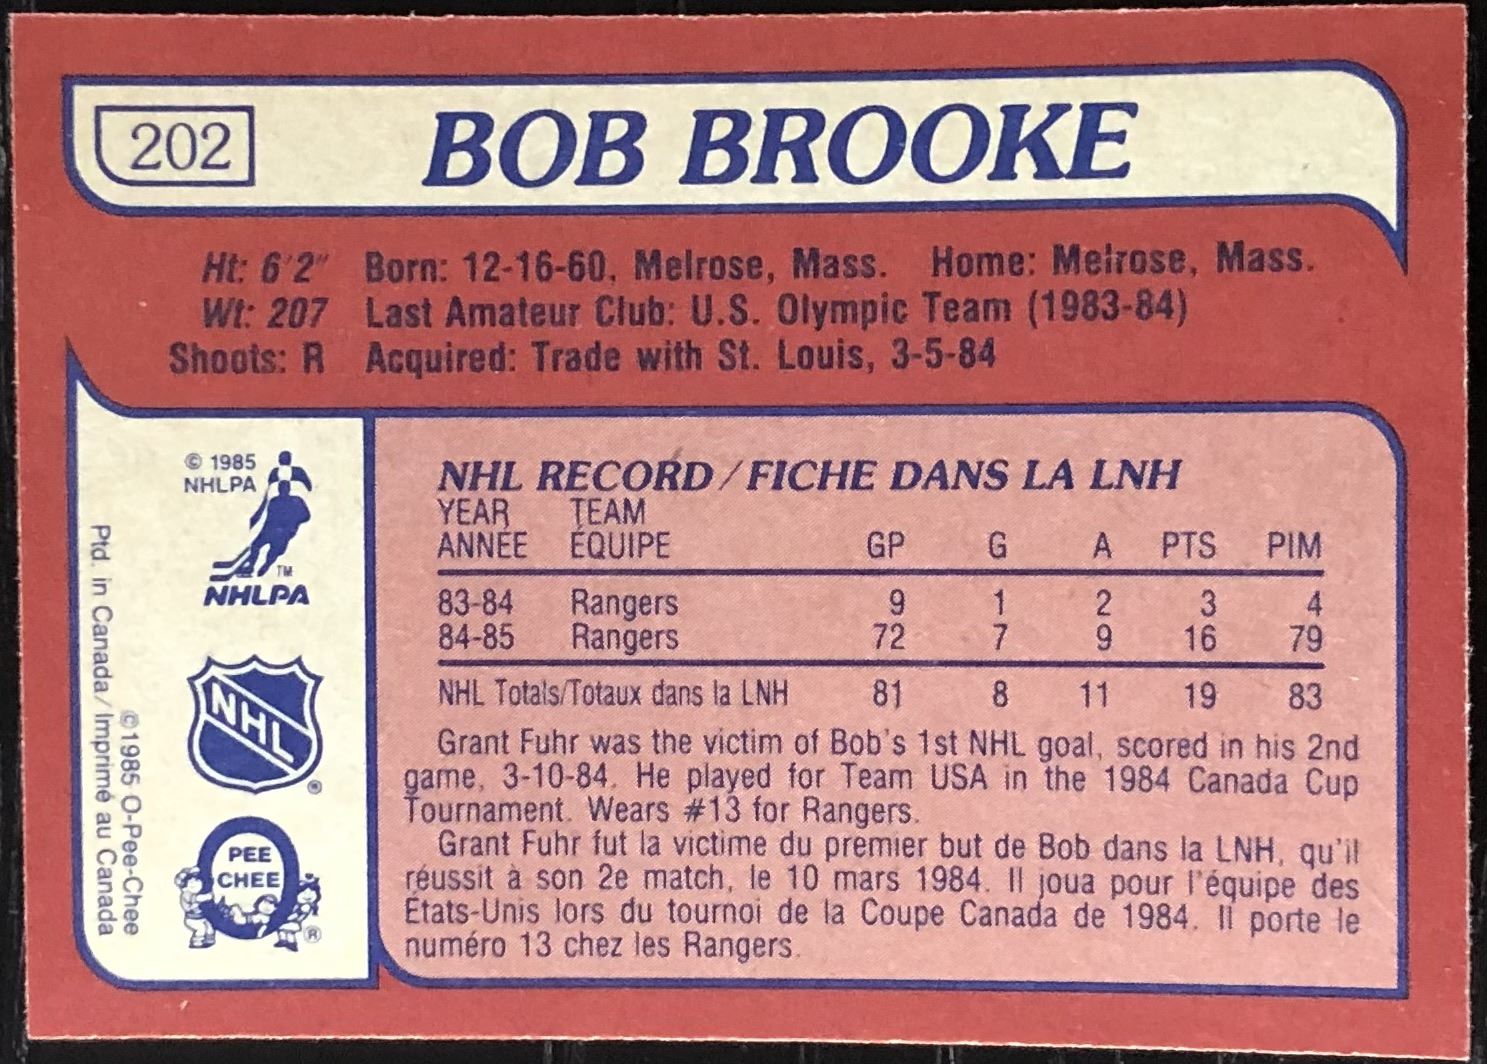 202
BOB BROOKE
Ht: 6'2" Born: 12-16-60, Melrose, Mass. Home: Melrose, Mass.
Wt: 207 Last Amateur Club: U.S. Olympic Team (1983-84)
Shoots: R Acquired: Trade with St. Louis, 3-5-84
© 1985
NHLPA
TM
NHLPA
NHL
®
PEE
CHEE
®
©1985 O-Pee-Chee
Ptd. in Canada/Imprimé au Canada
NHL RECORD/FICHE DANS LA LNH
YEAR TEAM
ANNÉE ÉQUIPE GP G A PTS PIM
83-84 Rangers 9 1 2 3 4
84-85 Rangers 72 7 9 16 79
NHL Totals/Totaux dans la LNH 81 8 11 19 83
Grant Fuhr was the victim of Bob's 1st NHL goal, scored in his 2nd
game, 3-10-84. He played for Team USA in the 1984 Canada Cup
Tournament. Wears #13 for Rangers.
Grant Fuhr fut la victime du premier but de Bob dans la LNH, qu'il
réussit à son 2e match, le 10 mars 1984. Il joua pour l'équipe des
États-Unis lors du tournoi de la Coupe Canada de 1984. Il porte le
numéro 13 chez les Rangers.